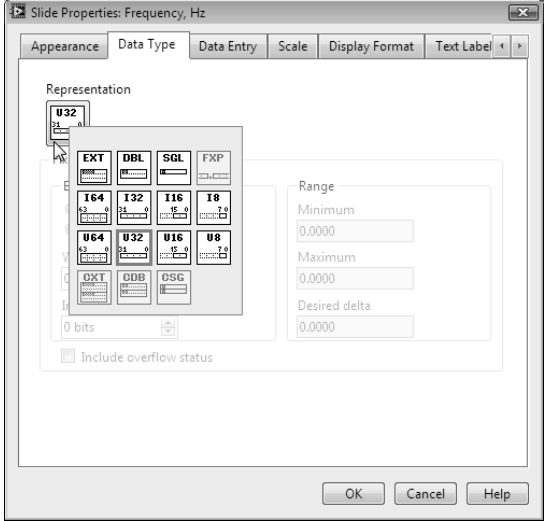 Slide Properties: Frequency, Hz
Appearance Data Type Data Entry Scale Display Format Text Label
Representation
U32
31 0
EXT DBL SGL FXP
I64 I32 I16 I8
63 0 31 0 15 0 7 0
U64 U32 U16 U8
63 0 31 0 15 0 7 0
CXT CDB CSG
0 bits
Include overflow status
Range
Minimum
0.0000
Maximum
0.0000
Desired delta
0.0000
OK Cancel Help